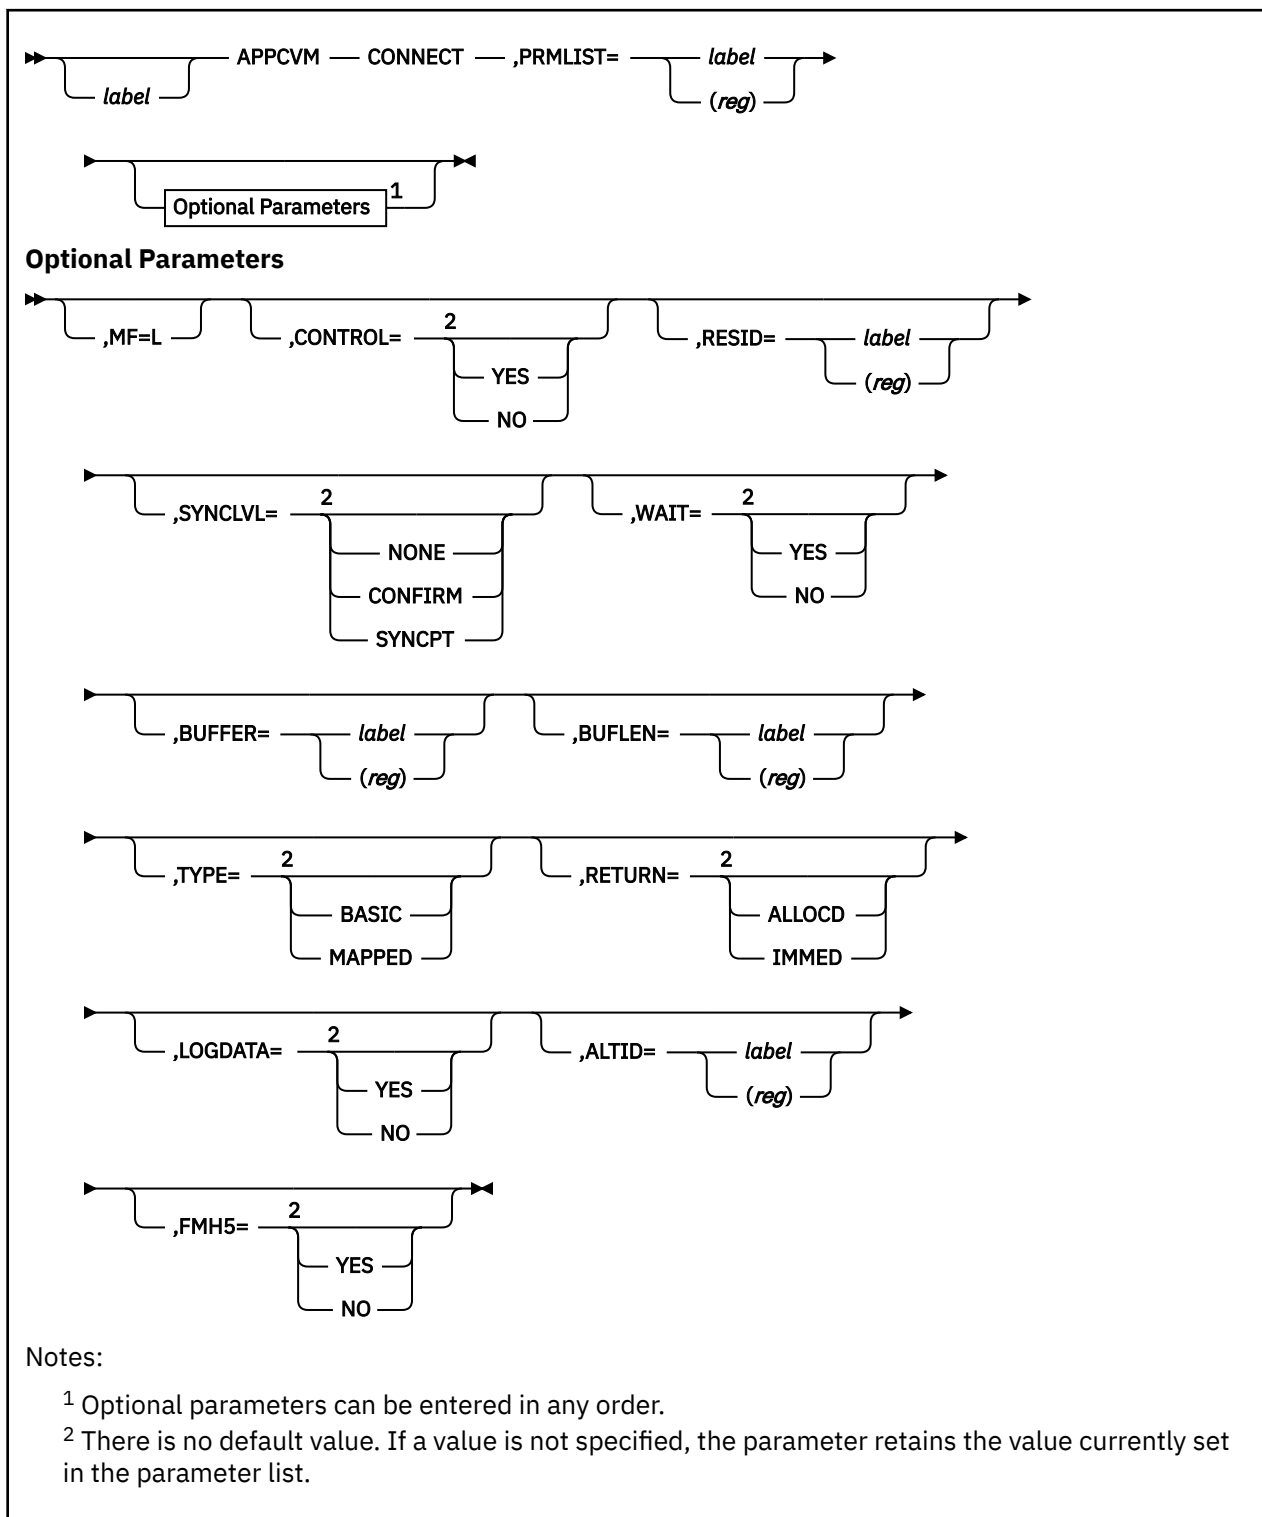 APPCVM CONNECT ,PRMLIST= label
label (reg)
Optional Parameters 1
Optional Parameters
2
,MF=L ,CONTROL= ,RESID= label
YES (reg)
NO
2 2
,SYNCLVL= ,WAIT=
NONE YES
CONFIRM NO
SYNCPT
,BUFFER= label ,BUFLEN= label
(reg) (reg)
2 2
,TYPE= ,RETURN=
BASIC ALLOCD
MAPPED IMMED
2
,LOGDATA= ,ALTID= label
YES (reg)
NO
2
,FMH5=
YES
NO
Notes:
1 Optional parameters can be entered in any order.
2 There is no default value. If a value is not specified, the parameter retains the value currently set
in the parameter list.